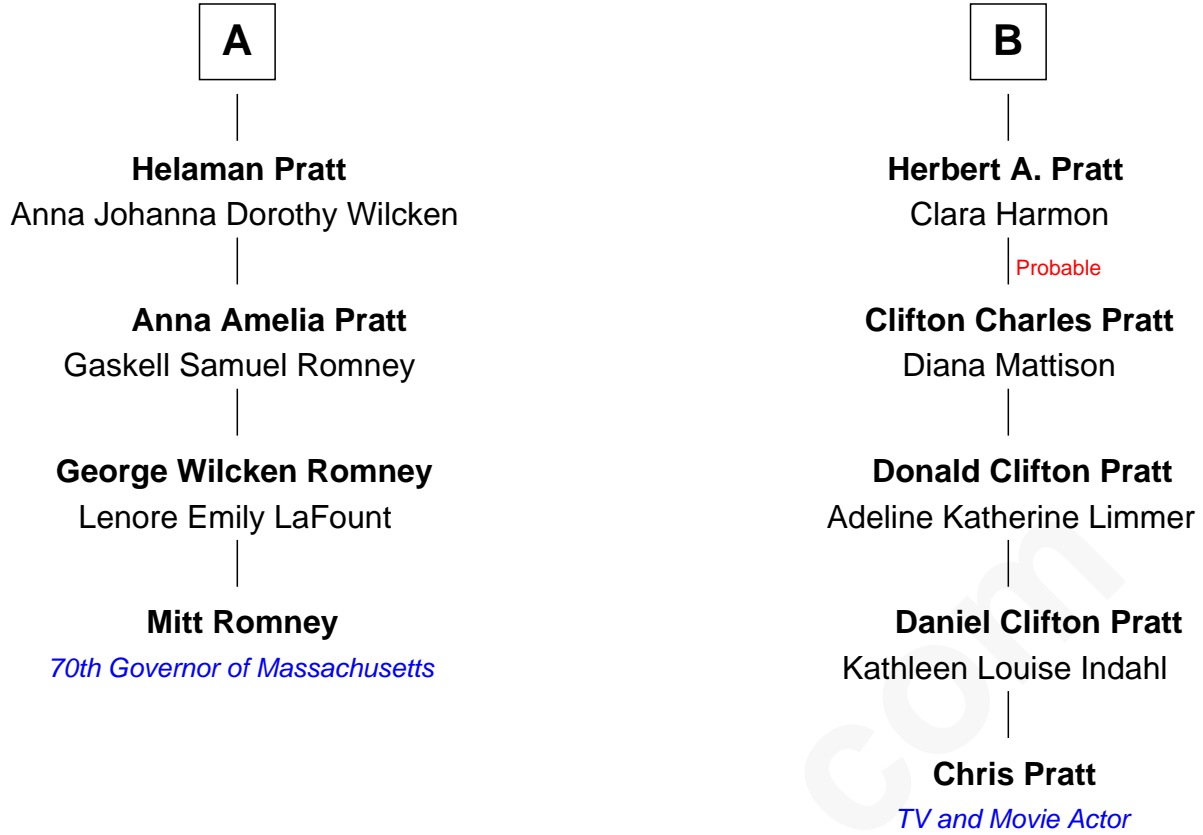 A
Helaman Pratt
Anna Johanna Dorothy Wilcken
Anna Amelia Pratt
Gaskell Samuel Romney
George Wilcken Romney
Lenore Emily LaFount
Mitt Romney
70th Governor of Massachusetts
B
Herbert A. Pratt
Clara Harmon
Probable
Clifton Charles Pratt
Diana Mattison
Donald Clifton Pratt
Adeline Katherine Limmer
Daniel Clifton Pratt
Kathleen Louise Indahl
Chris Pratt
TV and Movie Actor
com